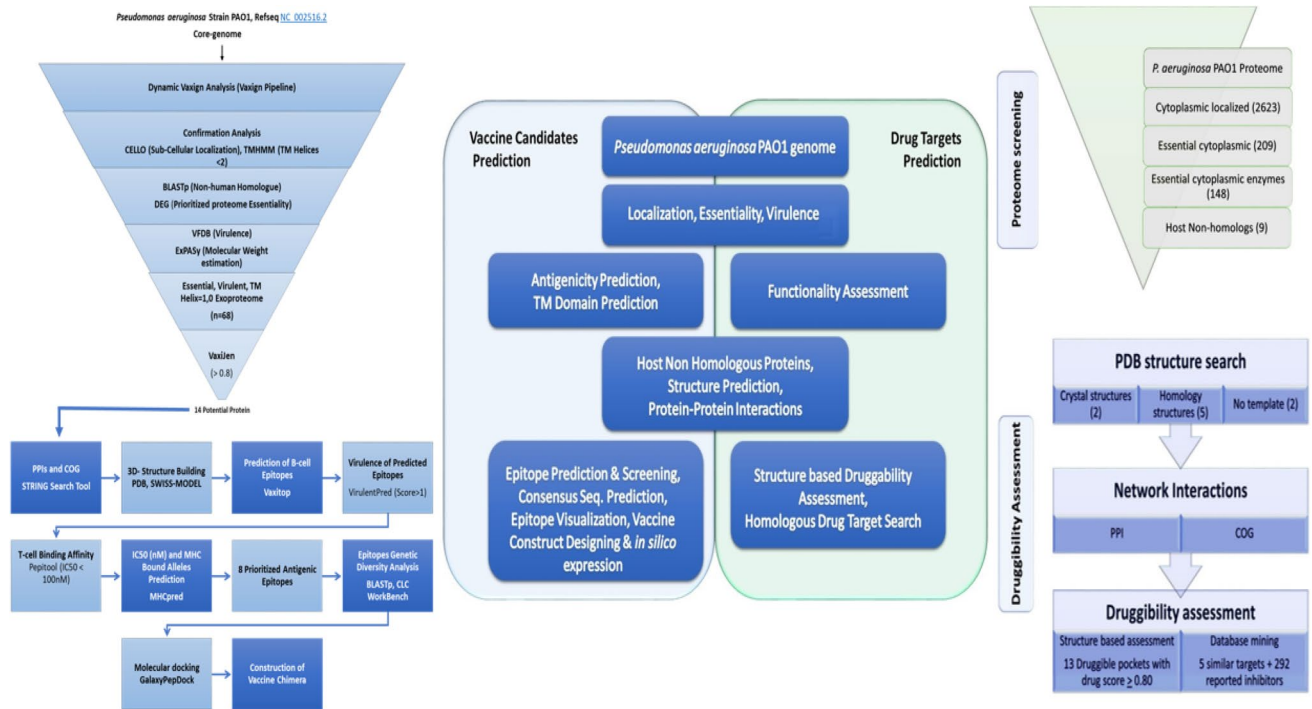 Pseudomonas aeruginosa Strain PAO1, Refseq NC_002516.2
Core-genome
Dynamic Vaxign Analysis (Vaxign Pipeline)
Confirmation Analysis
CELLO (Sub-Cellular Localization), TMHMM (TM Helices
<2)
BLASTp (Non-human Homologue)
DEG (Prioritized proteome Essentiality)
VFDB (Virulence)
ExPASy (Molecular Weight
estimation)
Essential, Virulent, TM
Helix=1,0 Exoproteome
(n=68)
VaxiJen
(> 0.8)
14 Potential Protein
PPIs and COG
STRING Search Tool
3D- Structure Building
PDB, SWISS-MODEL
Prediction of B-cell
Epitopes
Vaxitop
Virulence of Predicted
Epitopes
VirulentPred (Score>1)
T-cell Binding Affinity
Pepitool (IC50 <
100nM)
IC50 (nM) and MHC
Bound Alleles
Prediction
MHCpred
8 Prioritized Antigenic
Epitopes
Epitopes Genetic
Diversity Analysis
BLASTp, CLC
WorkBench
Molecular docking
GalaxyPepDock
Construction of
Vaccine Chimera
Vaccine Candidates
Prediction
Drug Targets
Prediction
Pseudomonas aeruginosa PAO1 genome
Localization, Essentiality, Virulence
Antigenicity Prediction,
TM Domain Prediction
Functionality Assessment
Host Non Homologous Proteins,
Structure Prediction,
Protein-Protein Interactions
Epitope Prediction & Screening,
Consensus Seq. Prediction,
Epitope Visualization, Vaccine
Construct Designing & in silico
expression
Structure based Druggability
Assessment,
Homologous Drug Target Search
Proteome screening
P. aeruginosa PAO1 Proteome
Cytoplasmic localized (2623)
Essential cytoplasmic (209)
Essential cytoplasmic enzymes
(148)
Host Non-homologs (9)
Druggibility Assessment
PDB structure search
Crystal structures
(2)
Homology
structures (5)
No template (2)
Network Interactions
PPI
COG
Druggibility assessment
Structure based assessment
13 Druggible pockets with
drug score ≥ 0.80
Database mining
5 similar targets + 292
reported inhibitors